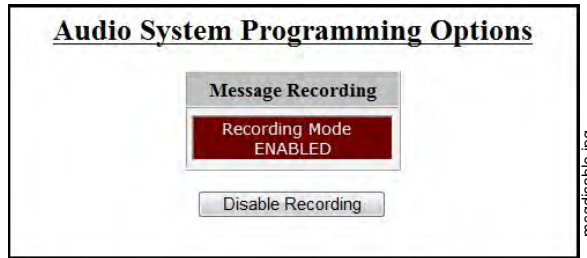 Audio System Programming Options
Message Recording
Recording Mode
ENABLED
Disable Recording